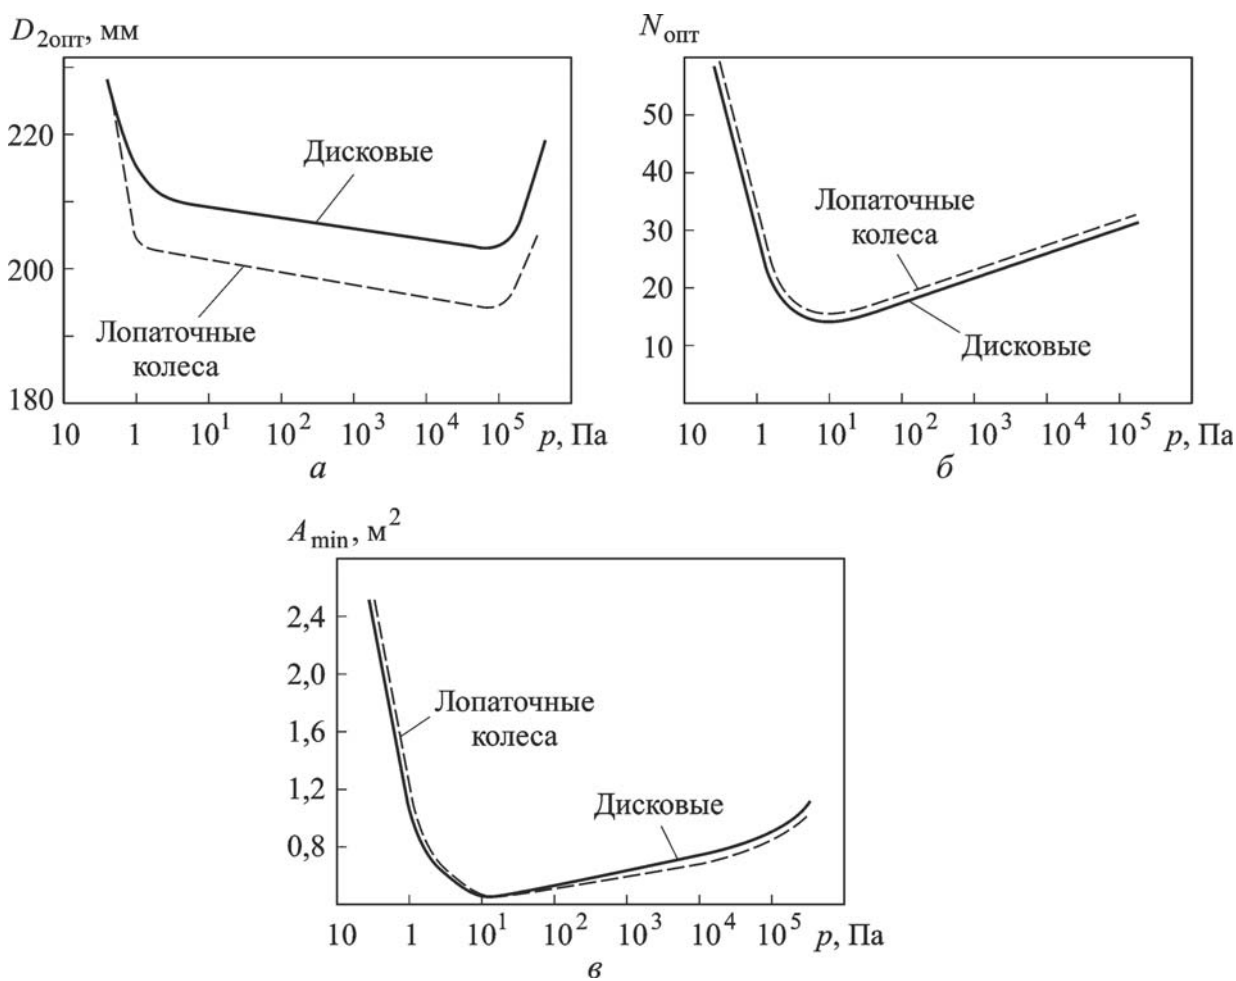 D₂опт, мм
220
200
180
Дисковые
Лопаточные
колеса
10 1 10¹ 10² 10³ 10⁴ 10⁵ p, Па
а
Nопт
50
40
30
20
10
Лопаточные
колеса
Дисковые
10 1 10¹ 10² 10³ 10⁴ 10⁵ p, Па
б
Amin, м²
2,4
2,0
1,6
1,2
0,8
Лопаточные
колеса
Дисковые
10 1 10¹ 10² 10³ 10⁴ 10⁵ p, Па
в